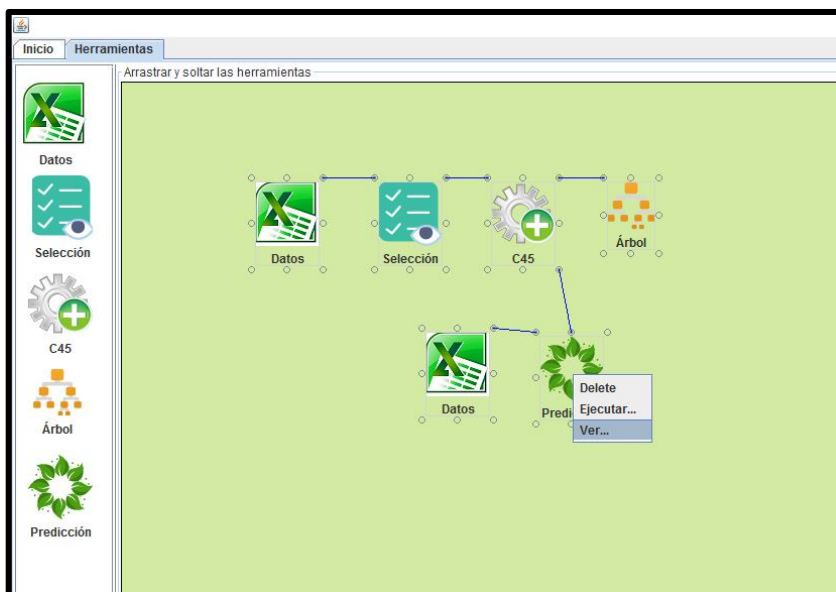 Inicio
Herramientas
Arrastrar y soltar las herramientas
Datos
Selección
C45
Árbol
Predicción
Datos
Selección
C45
Árbol
Datos
Predi
Delete
Ejecutar...
Ver...